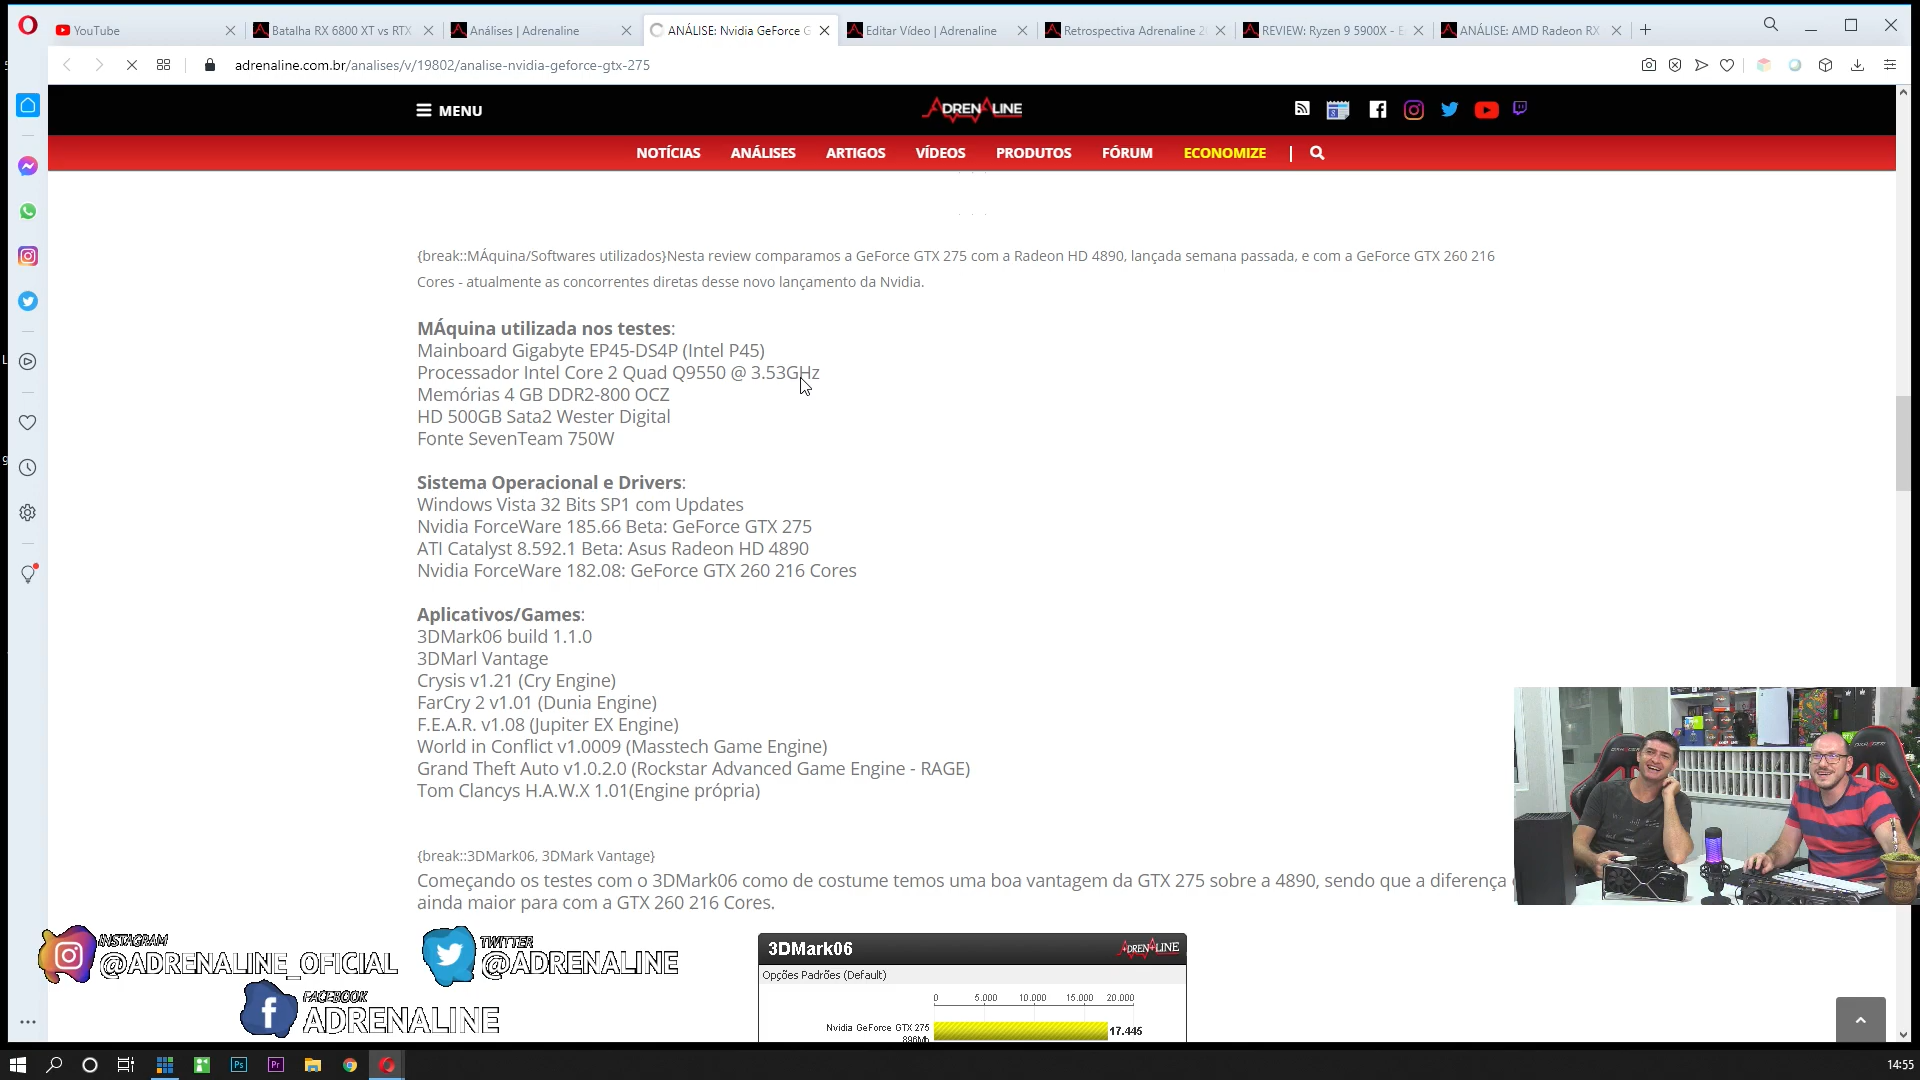 YouTube
Batalha RX 6800 XT vs RTX
Análises | Adrenaline
ANÁLISE: Nvidia GeForce G
Editar Vídeo | Adrenaline
Retrospectiva Adrenaline 2
REVIEW: Ryzen 9 5900X - E
ANÁLISE: AMD Radeon RX
adrenaline.com.br/analises/v/19802/analise-nvidia-geforce-gtx-275
MENU
ADRENALINE
NOTÍCIAS
ANÁLISES
ARTIGOS
VÍDEOS
PRODUTOS
FÓRUM
ECONOMIZE
{break::MÁquina/Softwares utilizados}Nesta review comparamos a GeForce GTX 275 com a Radeon HD 4890, lançada semana passada, e com a GeForce GTX 260 216
Cores - atualmente as concorrentes diretas desse novo lançamento da Nvidia.
MÁquina utilizada nos testes:
Mainboard Gigabyte EP45-DS4P (Intel P45)
Processador Intel Core 2 Quad Q9550 @ 3.53GHz
Memórias 4 GB DDR2-800 OCZ
HD 500GB Sata2 Wester Digital
Fonte SevenTeam 750W
Sistema Operacional e Drivers:
Windows Vista 32 Bits SP1 com Updates
Nvidia ForceWare 185.66 Beta: GeForce GTX 275
ATI Catalyst 8.592.1 Beta: Asus Radeon HD 4890
Nvidia ForceWare 182.08: GeForce GTX 260 216 Cores
Aplicativos/Games:
3DMark06 build 1.1.0
3DMarl Vantage
Crysis v1.21 (Cry Engine)
FarCry 2 v1.01 (Dunia Engine)
F.E.A.R. v1.08 (Jupiter EX Engine)
World in Conflict v1.0009 (Masstech Game Engine)
Grand Theft Auto v1.0.2.0 (Rockstar Advanced Game Engine - RAGE)
Tom Clancys H.A.W.X 1.01(Engine própria)
{break::3DMark06, 3DMark Vantage}
Começando os testes com o 3DMark06 como de costume temos uma boa vantagem da GTX 275 sobre a 4890, sendo que a diferença
ainda maior para com a GTX 260 216 Cores.
3DMark06
ADRENALINE
Opções Padrões (Default)
0 5.000 10.000 15.000 20.000
Nvidia GeForce GTX 275
896Mb
17.445
INSTAGRAM
@ADRENALINE_OFICIAL
TWITTER
@ADRENALINE
FACEBOOK
ADRENALINE
Ps
Pr
14:55